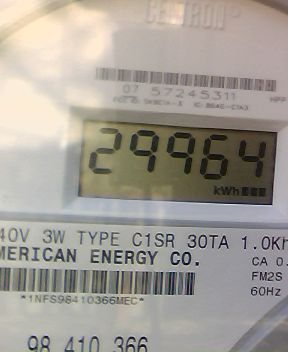 CENTRON®
07 57245311
29964
kWh
40V 3W TYPE C1SR 30TA 1.0Kh
MERICAN ENERGY CO.
CA 0.
FM2S
60Hz
*1NFS98410366MEC*
98 410 366